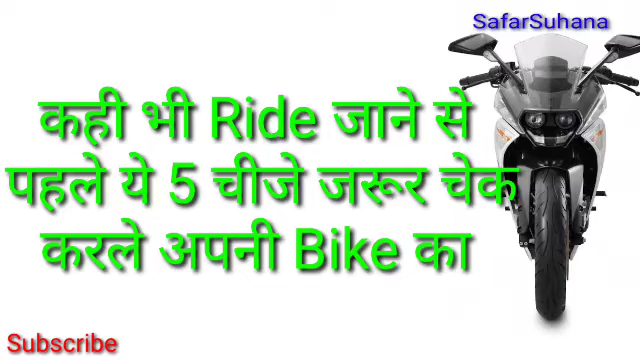 SafarSuhana
कही भी Ride जाने से
पहले ये 5 चीजे जरूर चेक
करले अपनी Bike का
Subscribe